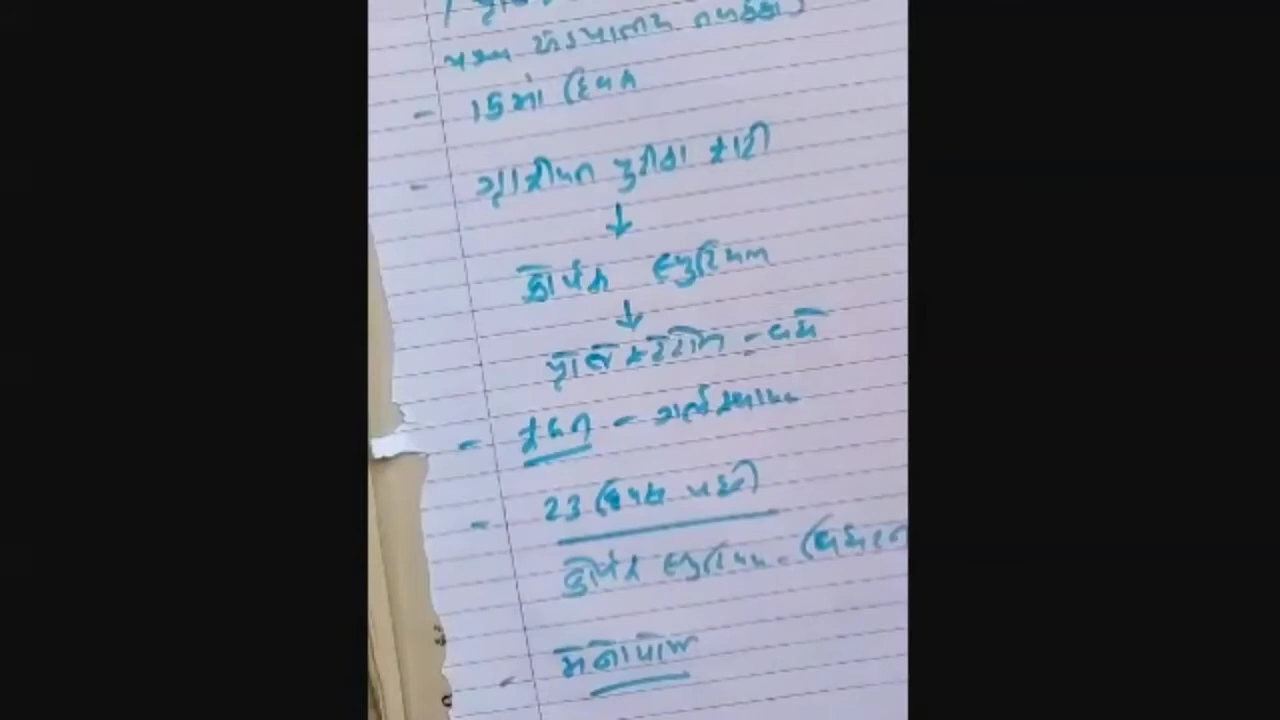 - 15માં દિવસ
- ગ્રાફીયન પુટીકા ફાટી
↓
કોર્પસ લ્યુટિયમ
↓
પ્રોજેસ્ટેરોન - વધે
- ફલન - ગર્ભસ્થાપન
- 23 દિવસ પછી
કોર્પસ લ્યુટિયમ - વિઘટન
- મેનોપોઝ